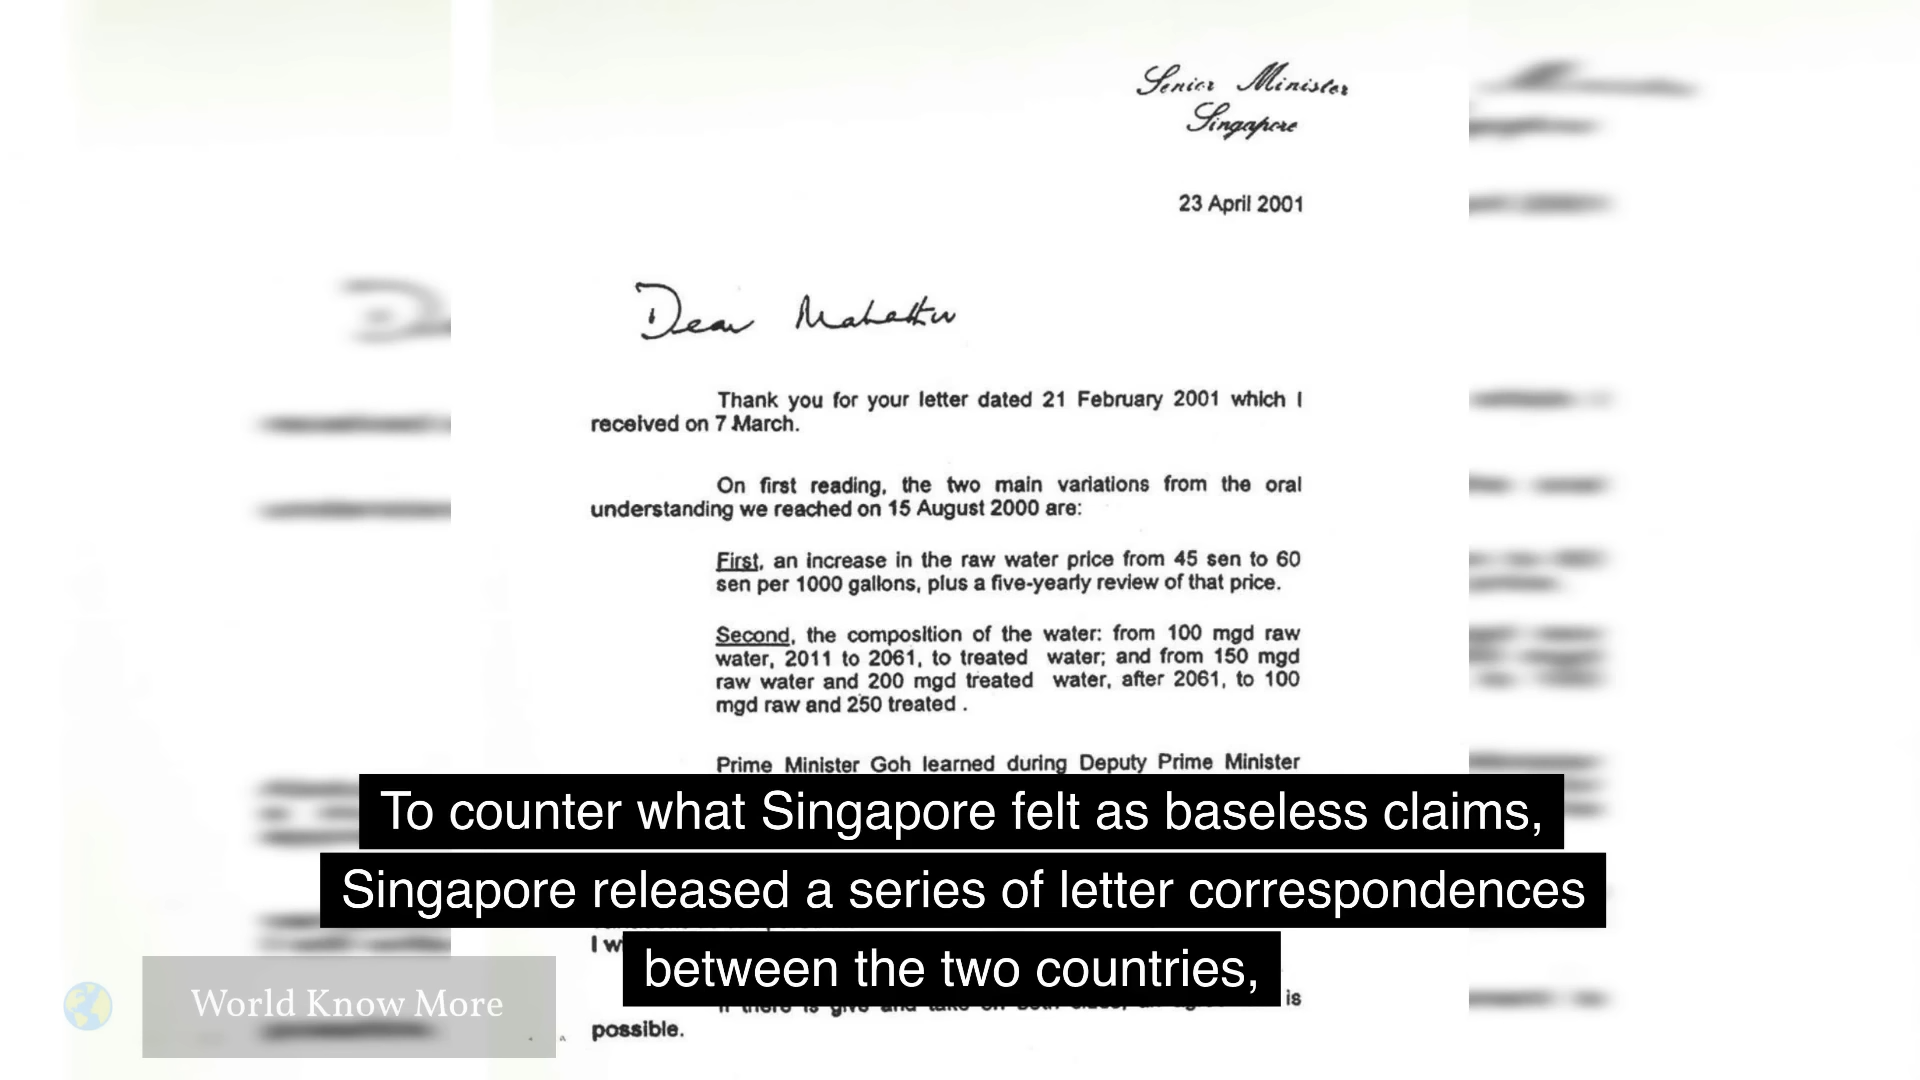 Senior Minister
Singapore
23 April 2001
Dear Mahathir
Thank you for your letter dated 21 February 2001 which I
received on 7 March.
On first reading, the two main variations from the oral
understanding we reached on 15 August 2000 are:
First, an increase in the raw water price from 45 sen to 60
sen per 1000 gallons, plus a five-yearly review of that price.
Second, the composition of the water: from 100 mgd raw
water, 2011 to 2061, to treated water; and from 150 mgd
raw water and 200 mgd treated water, after 2061, to 100
mgd raw and 250 treated .
Prime Minister Goh learned during Deputy Prime Minister
To counter what Singapore felt as baseless claims,
Singapore released a series of letter correspondences
I w
between the two countries,
is
possible.
World Know More